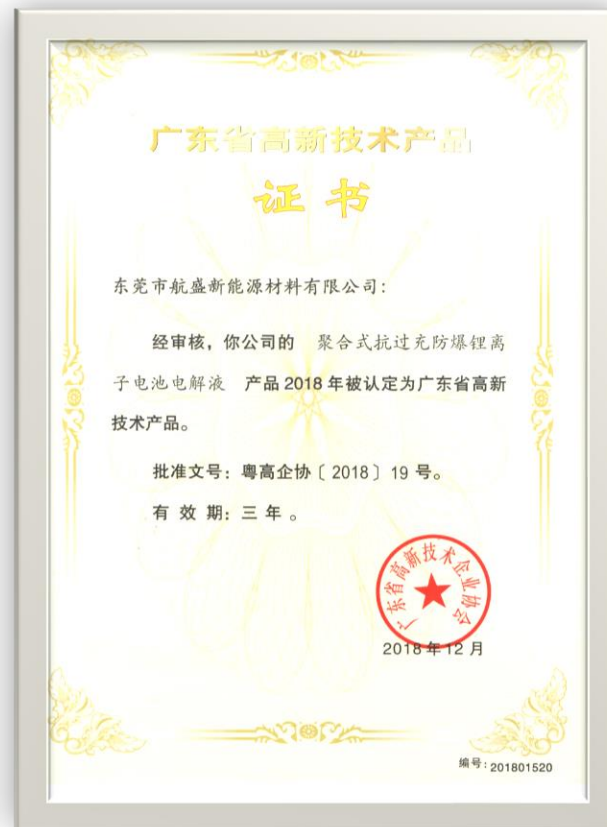 广东省高新技术产品
证书
东莞市航盛新能源材料有限公司：
经审核，你公司的 聚合式抗过充防爆锂离
子电池电解液 产品 2018 年被认定为广东省高新
技术产品。
批准文号：粤高企协〔2018〕19 号。
有 效 期：三 年 。
广东省高新技术企业协会
2018 年 12 月
编号：201801520